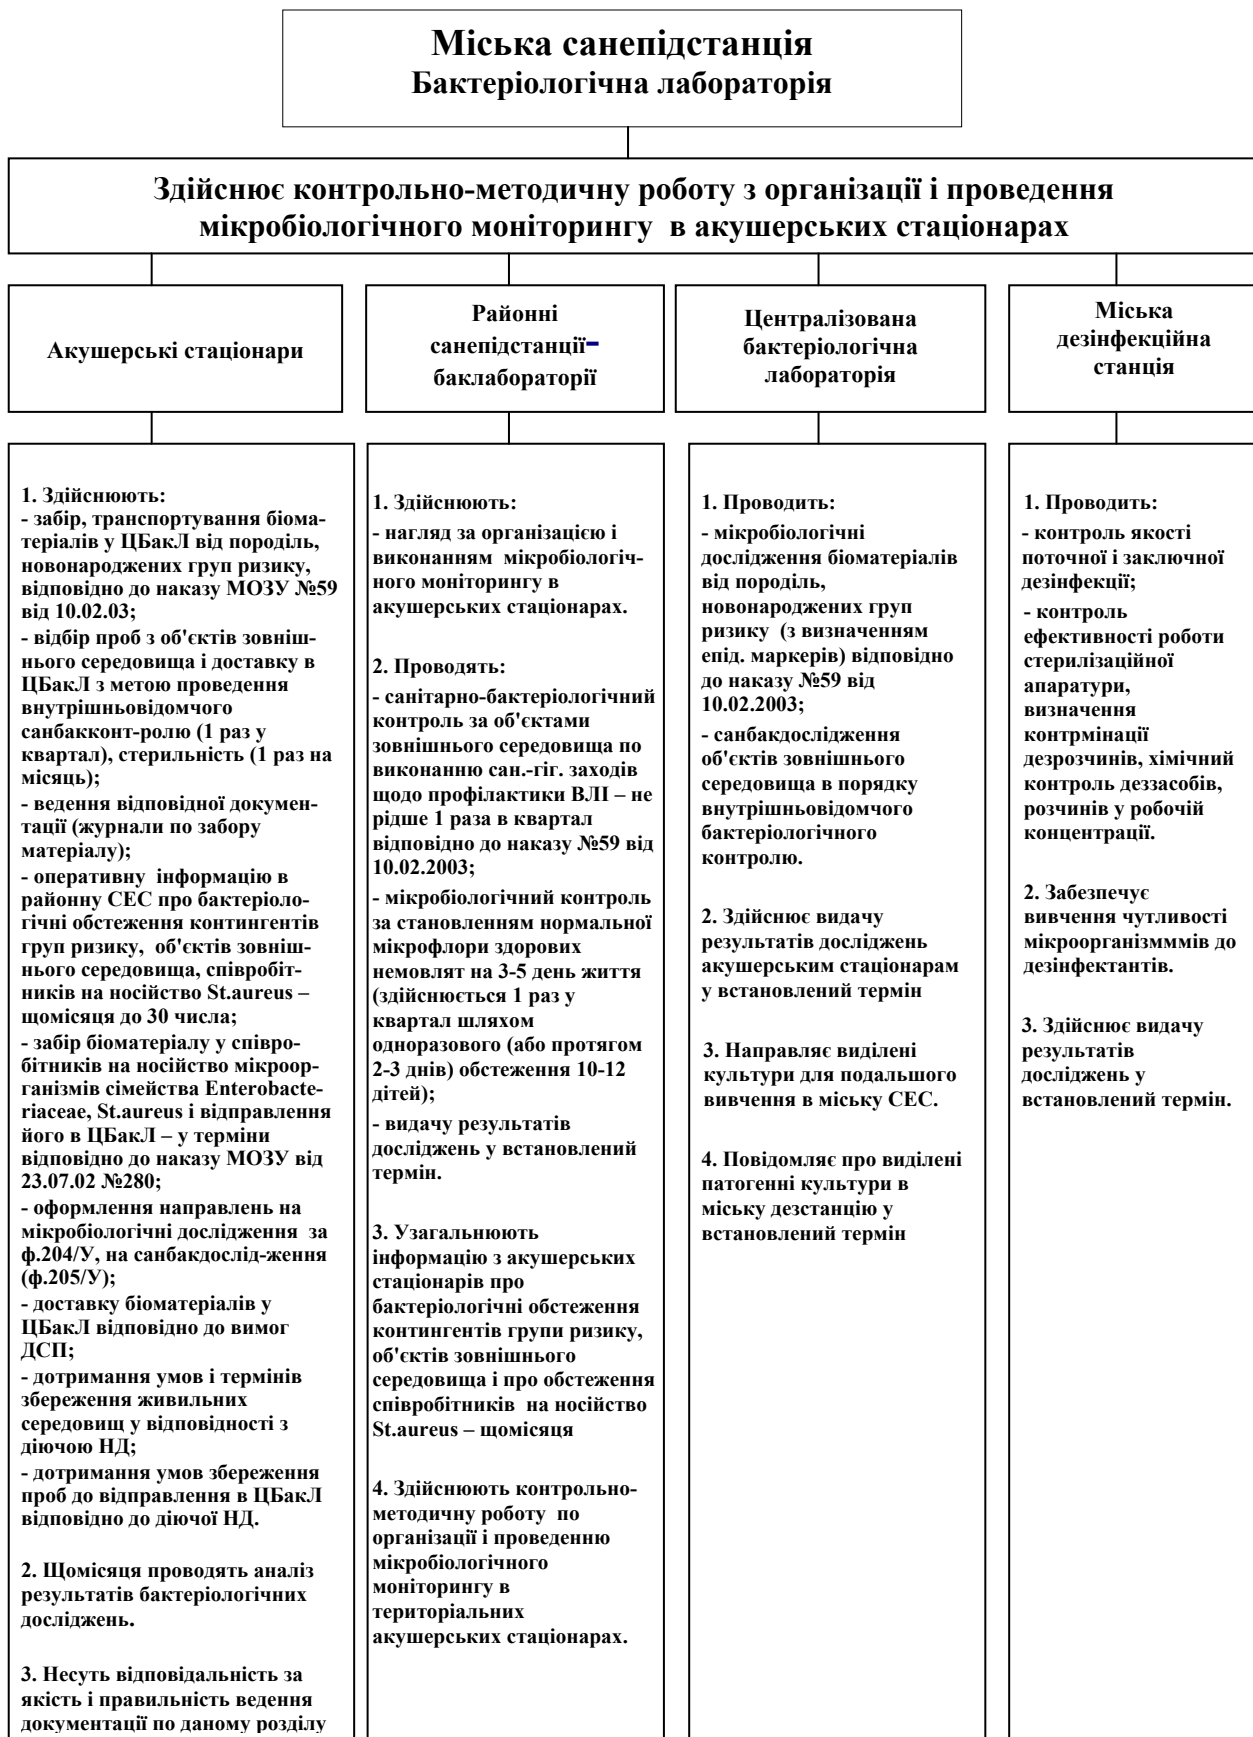 Міська санепідстанція
Бактеріологічна лабораторія
Здійснює контрольно-методичну роботу з організації і проведення
мікробіологічного моніторингу в акушерських стаціонарах
Акушерські стаціонари
Районні
санепідстанції–
баклабораторії
Централізована
бактеріологічна
лабораторія
Міська
дезінфекційна
станція
1. Здійснюють:
- забір, транспортування біома-
теріалів у ЦБакЛ від породіль,
новонароджених груп ризику,
відповідно до наказу МОЗУ №59
від 10.02.03;
- відбір проб з об'єктів зовніш-
нього середовища і доставку в
ЦБакЛ з метою проведення
внутрішньовідомчого
санбакконт-ролю (1 раз у
квартал), стерильність (1 раз на
місяць);
- ведення відповідної докумен-
тації (журнали по забору
матеріалу);
- оперативну інформацію в
районну СЕС про бактеріоло-
гічні обстеження контингентів
груп ризику, об'єктів зовніш-
нього середовища, співробіт-
ників на носійство St.aureus –
щомісяця до 30 числа;
- забір біоматеріалу у співро-
бітників на носійство мікроор-
ганізмів сімейства Enterobacte-
riaceae, St.aureus і відправлення
його в ЦБакЛ – у терміни
відповідно до наказу МОЗУ від
23.07.02 №280;
- оформлення направлень на
мікробіологічні дослідження за
ф.204/У, на санбакдослід-ження
(ф.205/У);
- доставку біоматеріалів у
ЦБакЛ відповідно до вимог
ДСП;
- дотримання умов і термінів
збереження живильних
середовищ у відповідності з
діючою НД;
- дотримання умов збереження
проб до відправлення в ЦБакЛ
відповідно до діючої НД.
2. Щомісяця проводять аналіз
результатів бактеріологічних
досліджень.
3. Несуть відповідальність за
якість і правильність ведення
документації по даному розділу
1. Здійснюють:
- нагляд за організацією і
виконанням мікробіологіч-
ного моніторингу в
акушерських стаціонарах.
2. Проводять:
- санітарно-бактеріологічний
контроль за об'єктами
зовнішнього середовища по
виконанню сан.-гіг. заходів
щодо профілактики ВЛІ – не
рідше 1 раза в квартал
відповідно до наказу №59 від
10.02.2003;
- мікробіологічний контроль
за становленням нормальної
мікрофлори здорових
немовлят на 3-5 день життя
(здійснюється 1 раз у
квартал шляхом
одноразового (або протягом
2-3 днів) обстеження 10-12
дітей);
- видачу результатів
досліджень у встановлений
термін.
3. Узагальнюють
інформацію з акушерських
стаціонарів про
бактеріологічні обстеження
контингентів групи ризику,
об'єктів зовнішнього
середовища і про обстеження
співробітників на носійство
St.aureus – щомісяця
4. Здійснюють контрольно-
методичну роботу по
організації і проведенню
мікробіологічного
моніторингу в
територіальних
акушерських стаціонарах.
1. Проводить:
- мікробіологічні
дослідження біоматеріалів
від породіль,
новонароджених груп
ризику (з визначенням
епід. маркерів) відповідно
до наказу №59 від
10.02.2003;
- санбакдослідження
об'єктів зовнішнього
середовища в порядку
внутрішньовідомчого
бактеріологічного
контролю.
2. Здійснює видачу
результатів досліджень
акушерським стаціонарам
у встановлений термін
3. Направляє виділені
культури для подальшого
вивчення в міську СЕС.
4. Повідомляє про виділені
патогенні культури в
міську дезстанцію у
встановлений термін
1. Проводить:
- контроль якості
поточної і заключної
дезінфекції;
- контроль
ефективності роботи
стерилізаційної
апаратури,
визначення
контрмінації
дезрозчинів, хімічний
контроль деззасобів,
розчинів у робочій
концентрації.
2. Забезпечує
вивчення чутливості
мікроорганізмммів до
дезінфектантів.
3. Здійснює видачу
результатів
досліджень у
встановлений термін.